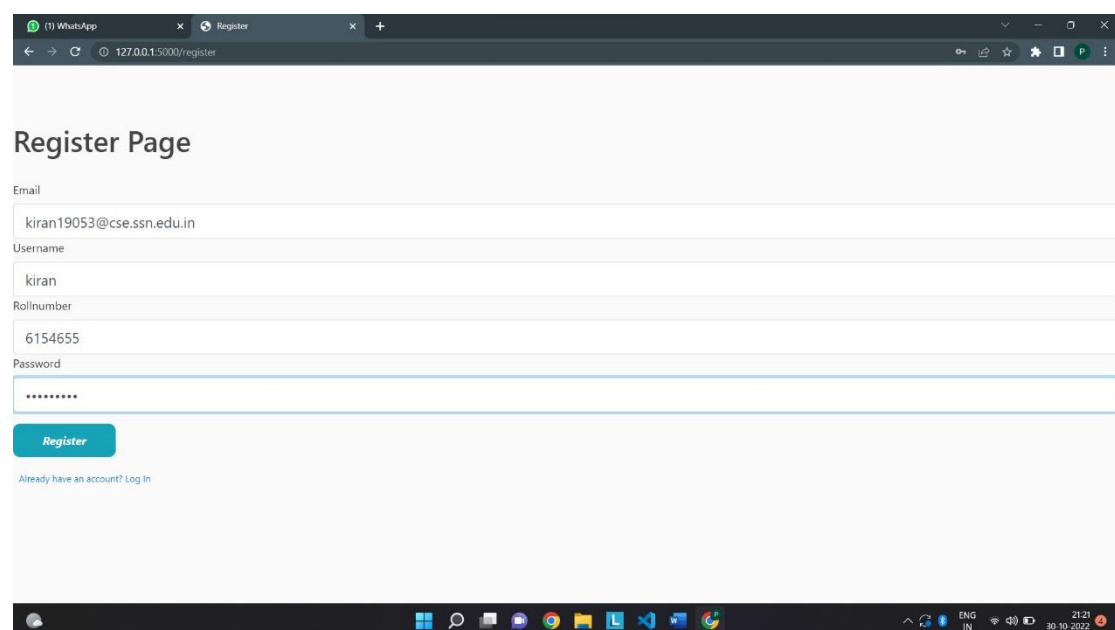 (1) WhatsApp
Register
127.0.0.1:5000/register
P
Register Page
Email
kiran19053@cse.ssn.edu.in
Username
kiran
Rollnumber
6154655
Password
•••••••••
Register
Already have an account? Log In
ENG
IN
21:21
30-10-2022
4